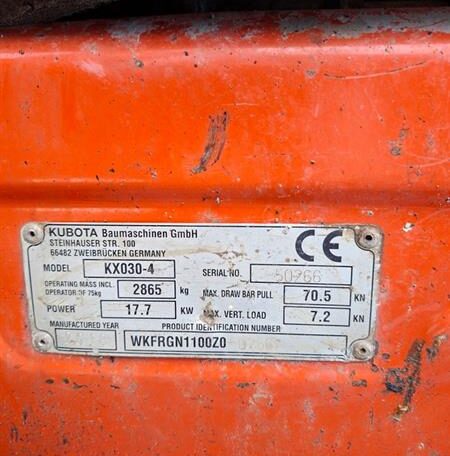 KUBOTA Baumaschinen GmbH
STEINHAUSER STR. 100
66482 ZWEIBRÜCKEN GERMANY
CE
MODEL KX030-4 SERIAL NO. 50266
OPERATING MASS INCL. OPERATOR OF 75kg 2865 kg MAX. DRAW BAR PULL 70.5 KN
POWER 17.7 KW MAX. VERT. LOAD 7.2 KN
MANUFACTURED YEAR PRODUCT IDENTIFICATION NUMBER
WKFRGN1100Z0